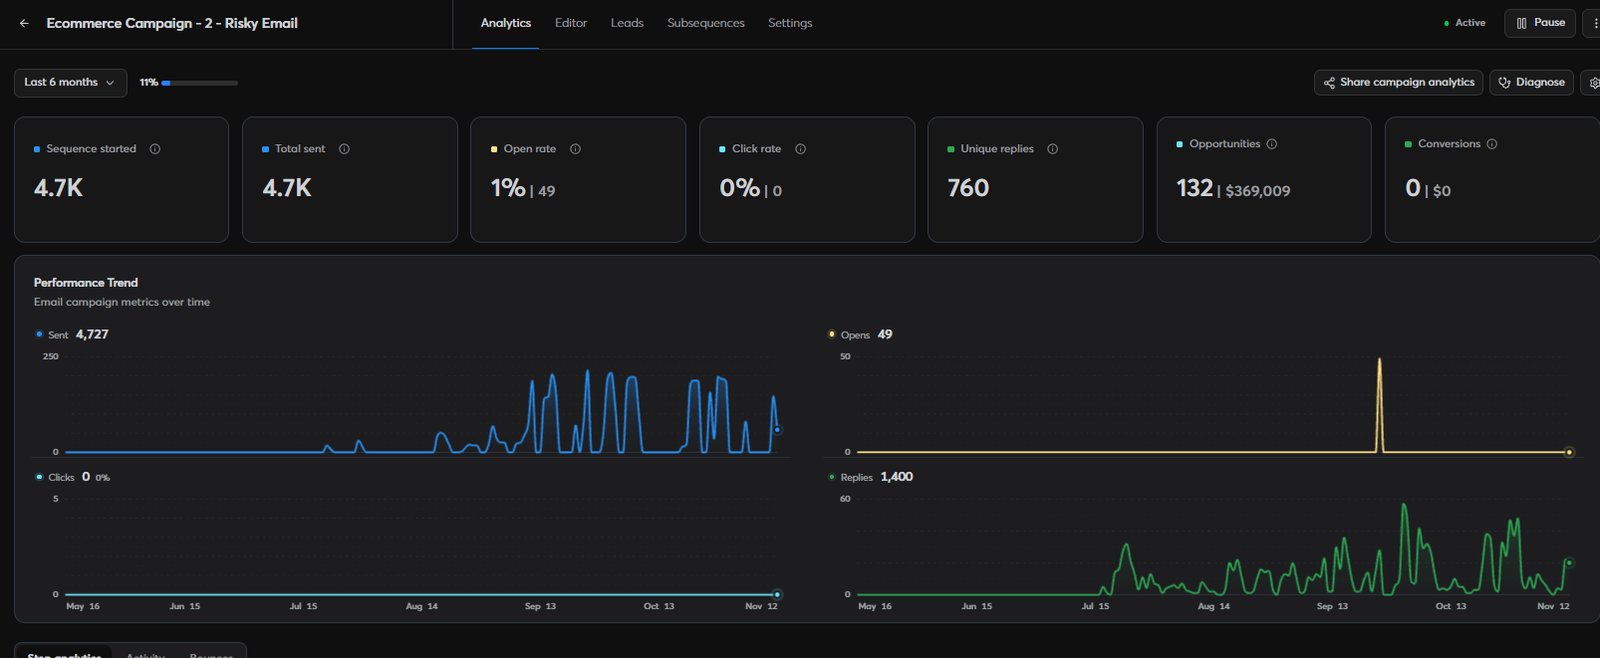 Ecommerce Campaign - 2 - Risky Email
Analytics Editor Leads Subsequences Settings
Active Pause
Last 6 months 11%
Share campaign analytics Diagnose
Sequence started
4.7K
Total sent
4.7K
Open rate
1% | 49
Click rate
0% | 0
Unique replies
760
Opportunities
132 | $369,009
Conversions
0 | $0
Performance Trend
Email campaign metrics over time
Sent 4,727
250
0
Opens 49
50
0
Clicks 0 0%
5
0
May 16 Jun 15 Jul 15 Aug 14 Sep 13 Oct 13 Nov 12
Replies 1,400
60
0
May 16 Jun 15 Jul 15 Aug 14 Sep 13 Oct 13 Nov 12
Step analytics Activity Bounces